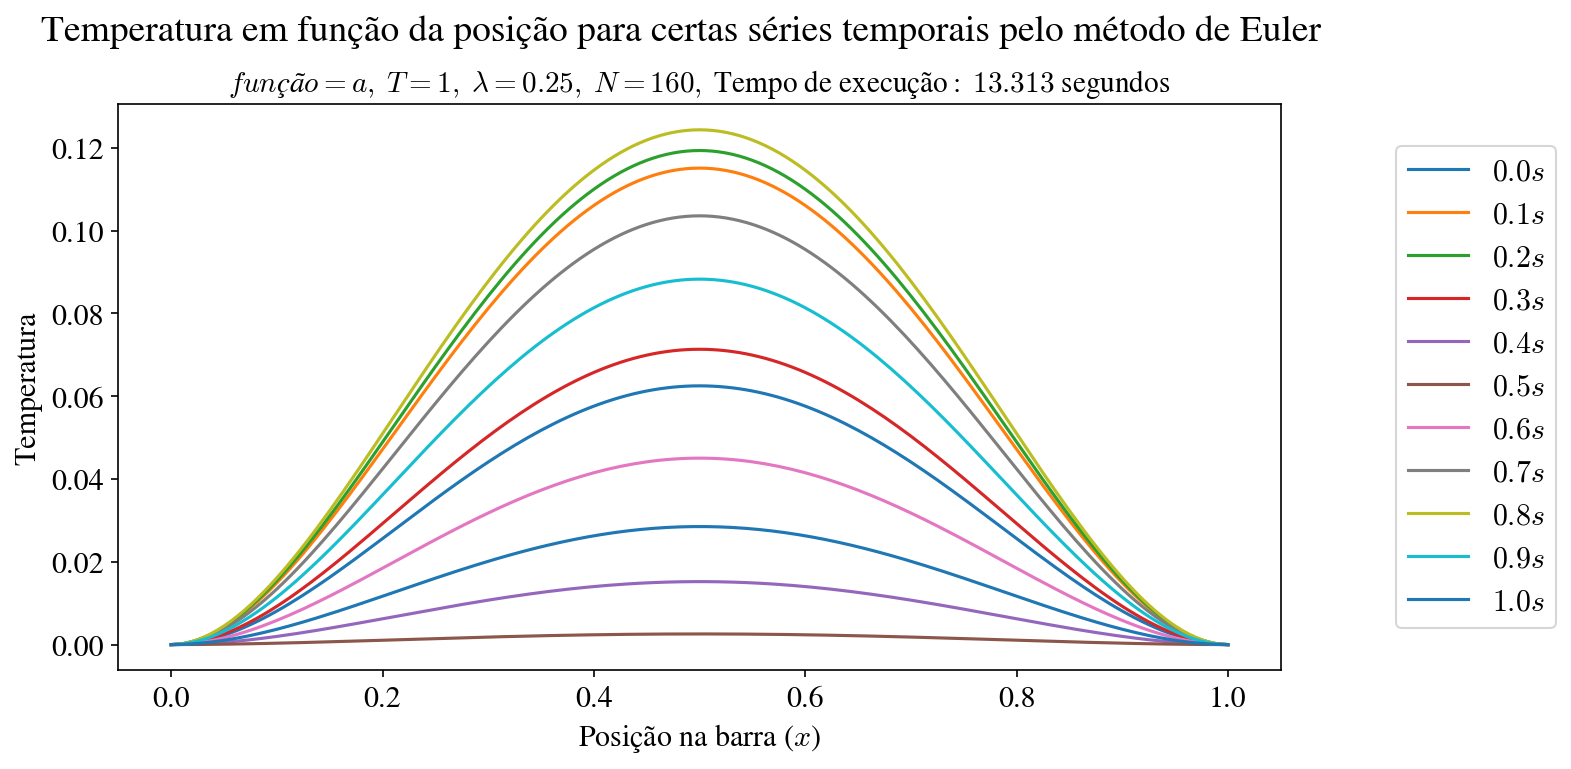 Temperatura em função da posição para certas séries temporais pelo método de Euler
função = a, T = 1, λ = 0.25, N = 160, Tempo de execução : 13.313 segundos
0.12
0.10
0.08
0.06
0.04
0.02
0.00
Temperatura
0.0 0.2 0.4 0.6 0.8 1.0
Posição na barra (x)
0.0s
0.1s
0.2s
0.3s
0.4s
0.5s
0.6s
0.7s
0.8s
0.9s
1.0s